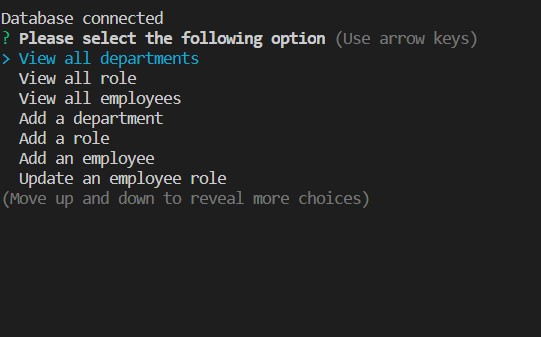 Database connected
? Please select the following option (Use arrow keys)
> View all departments
View all role
View all employees
Add a department
Add a role
Add an employee
Update an employee role
(Move up and down to reveal more choices)